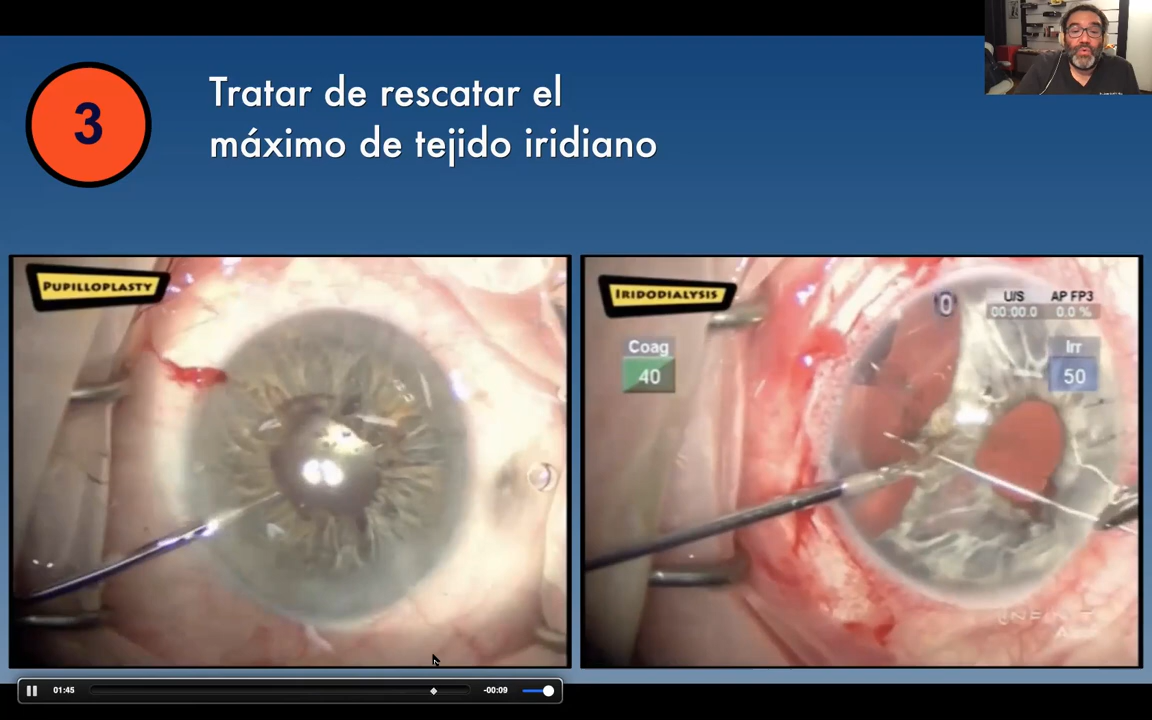 3
Tratar de rescatar el
máximo de tejido iridiano
PUPILLOPLASTY
IRIDODIALYSIS
0
U/S AP FP3
00:00.0 0.0 %
Coag
40
Irr
50
01:45
-00:09